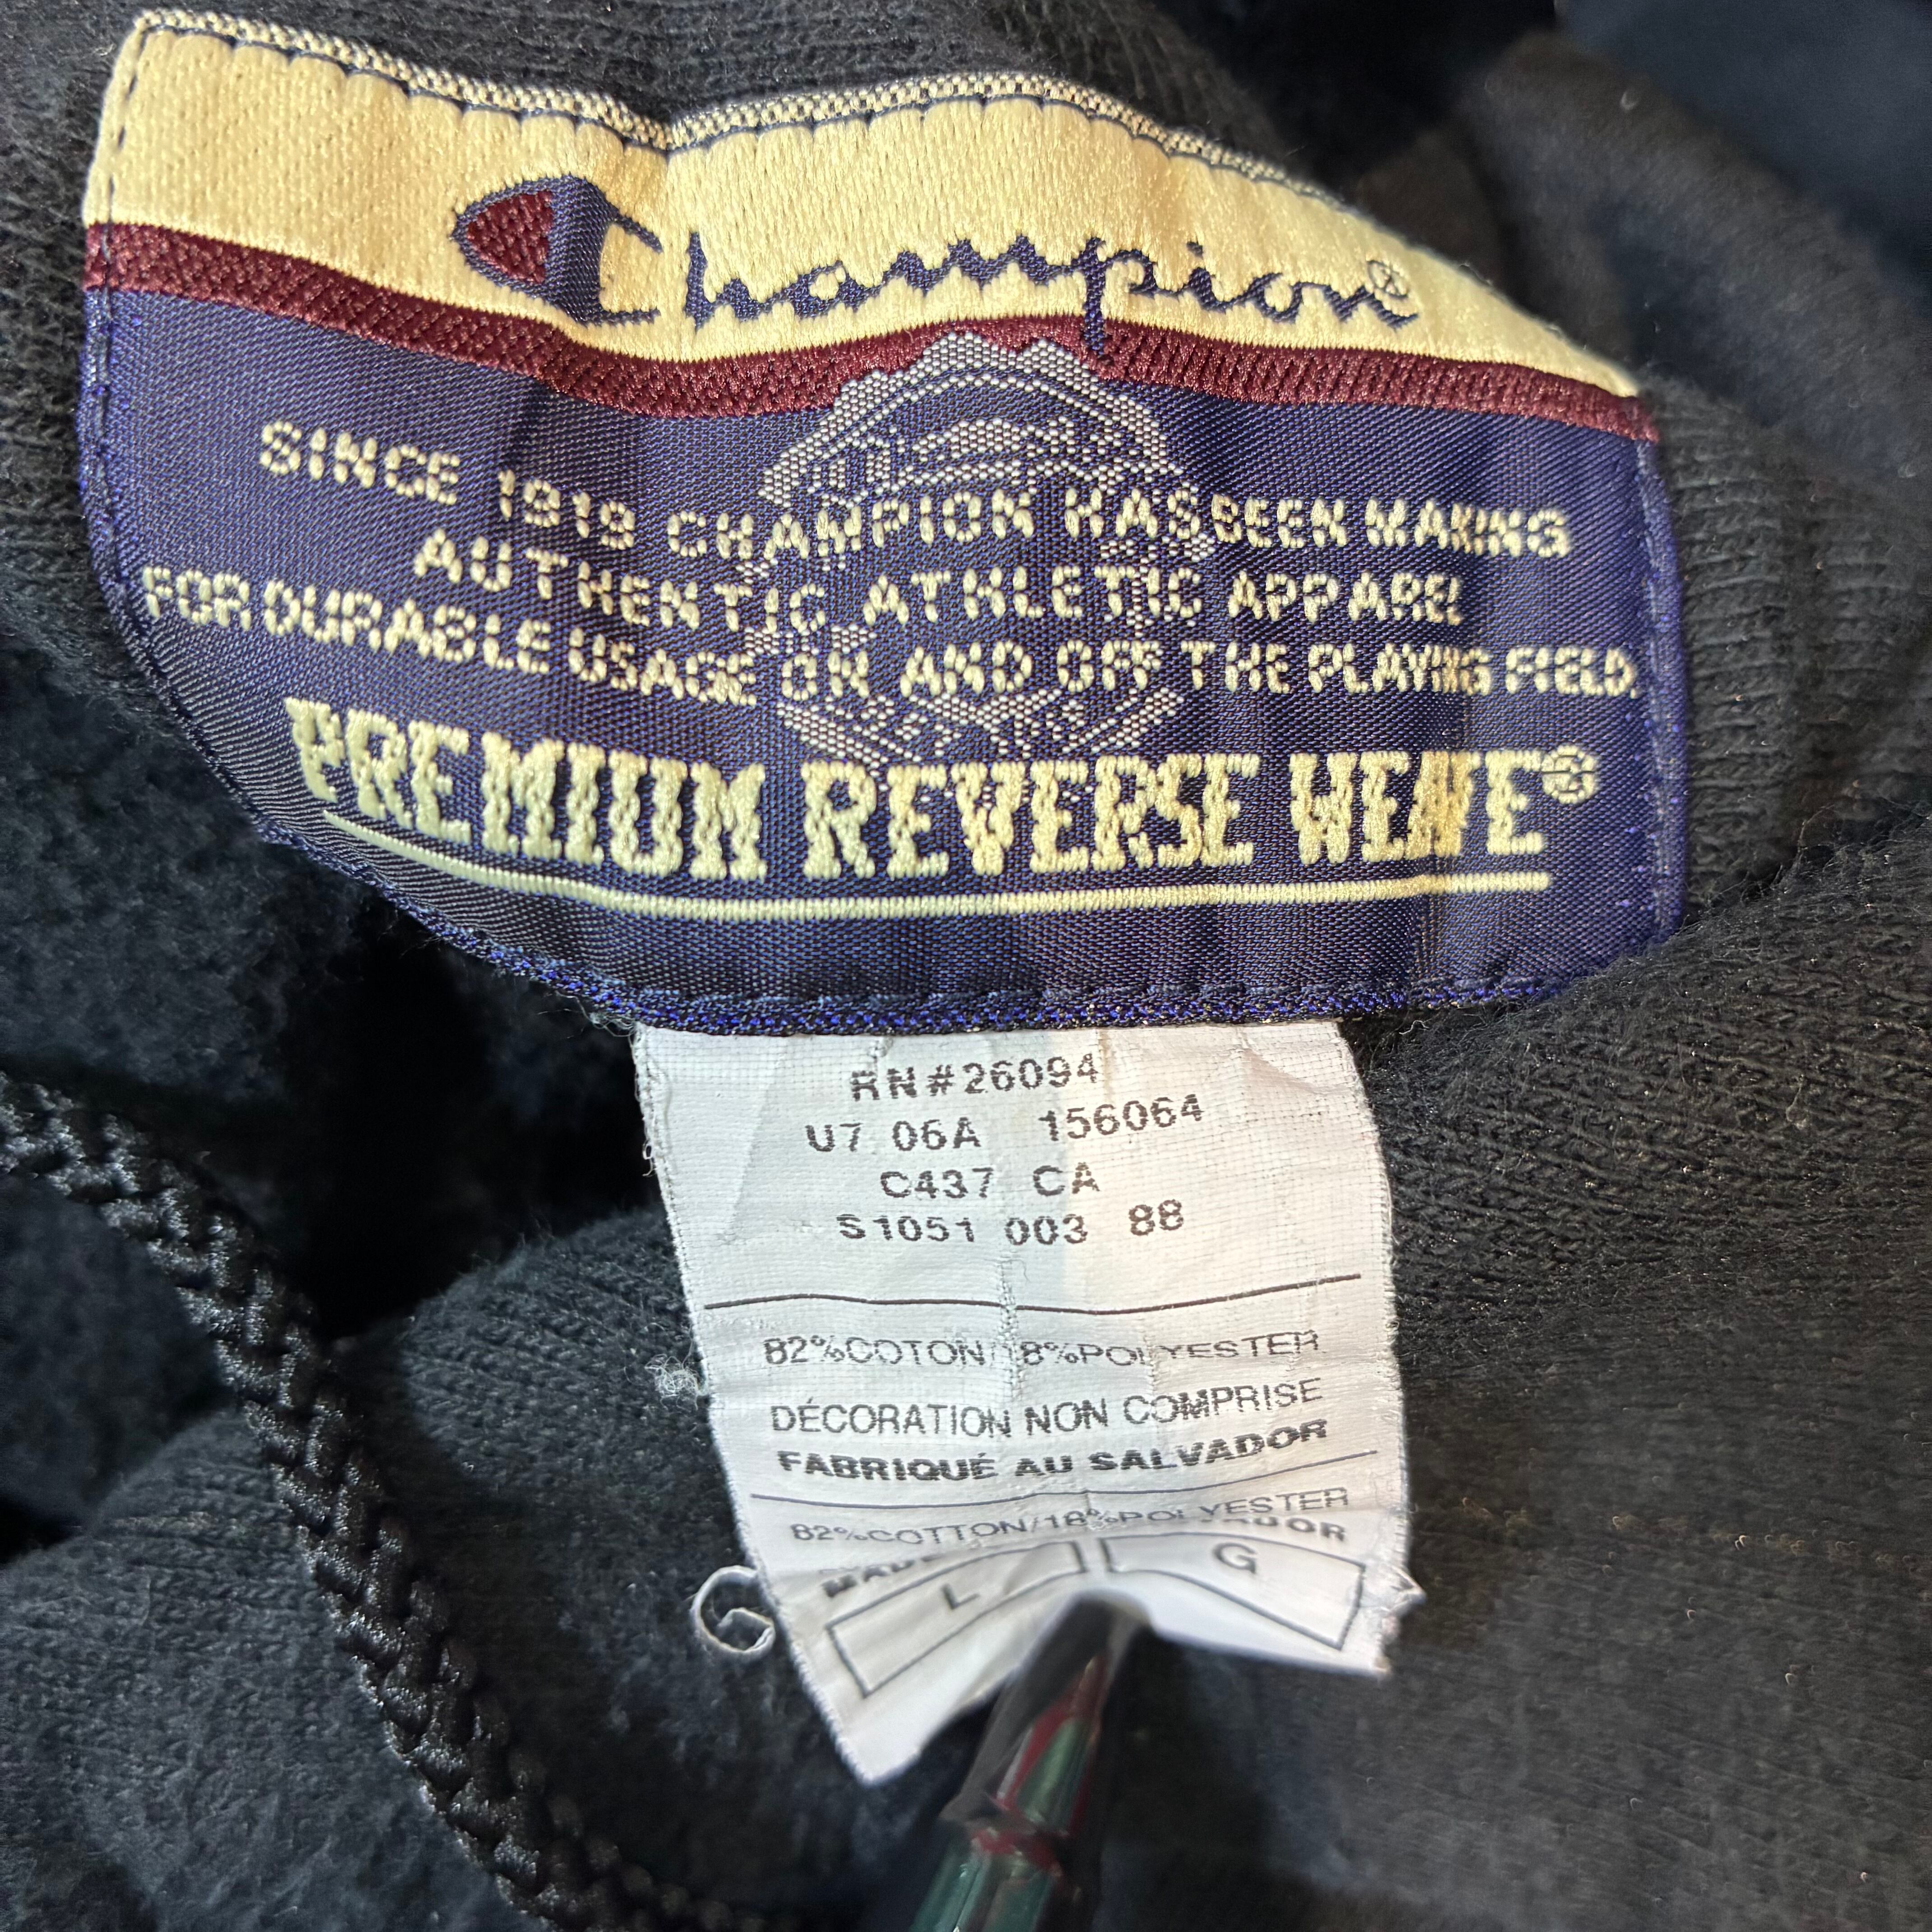 Champion®
SINCE 1919 CHAMPION HAS BEEN MAKING
AUTHENTIC ATHLETIC APPAREL
FOR DURABLE USAGE ON AND OFF THE PLAYING FIELD.
PREMIUM REVERSE WEAVE®
RN#26094
U7 06A 156064
C437 CA
S1051 003 88
82%COTON/18%POLYESTER
DÉCORATION NON COMPRISE
FABRIQUÉ AU SALVADOR
82%COTTON/18%POLYESTER
MADE
L G